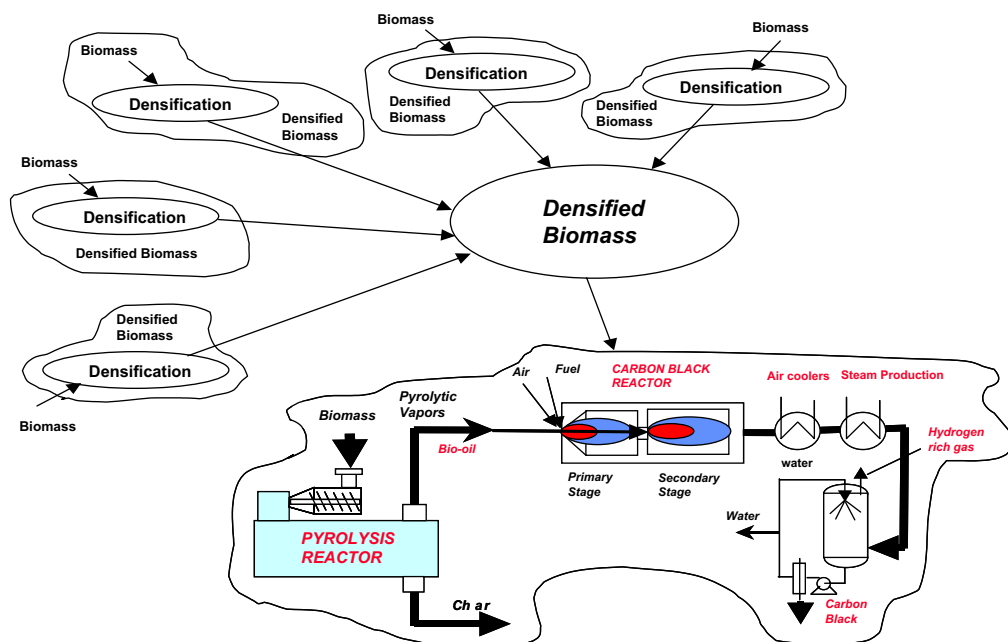 Biomass
Densification
Densified
Biomass
Biomass
Densification
Densified
Biomass
Biomass
Densification
Densified
Biomass
Biomass
Densification
Densified Biomass
Densified
Biomass
Densified
Biomass
Densification
Biomass
Air
Fuel
CARBON BLACK
REACTOR
Air coolers
Steam Production
Pyrolytic
Vapors
Biomass
Bio-oil
Hydrogen
rich gas
water
Primary
Stage
Secondary
Stage
Water
PYROLYSIS
REACTOR
Ch ar
Carbon
Black